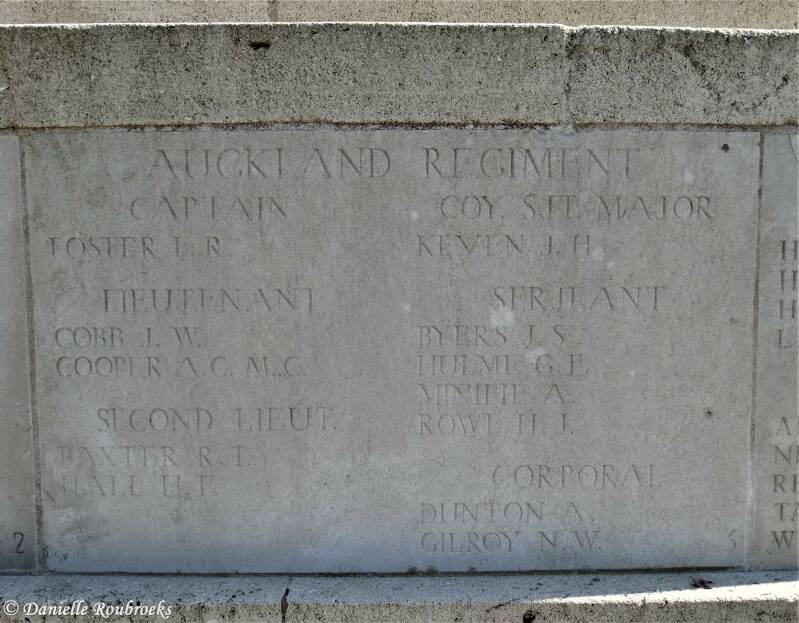 AUCKLAND REGIMENT
CAPTAIN
FOSTER L. R.
LIEUTENANT
COBB J. W.
COOPER A. C. M.C.
SECOND LIEUT.
BAXTER R. T.
HALL H. F.
COY. SJT. MAJOR
KEVEN J. H.
SERJEANT
BYERS J. S.
HULME G. F.
MINIFIE A.
ROWE H. J.
CORPORAL
DUNTON A.
GILROY N. W.
2
3
© Danielle Roubroeks